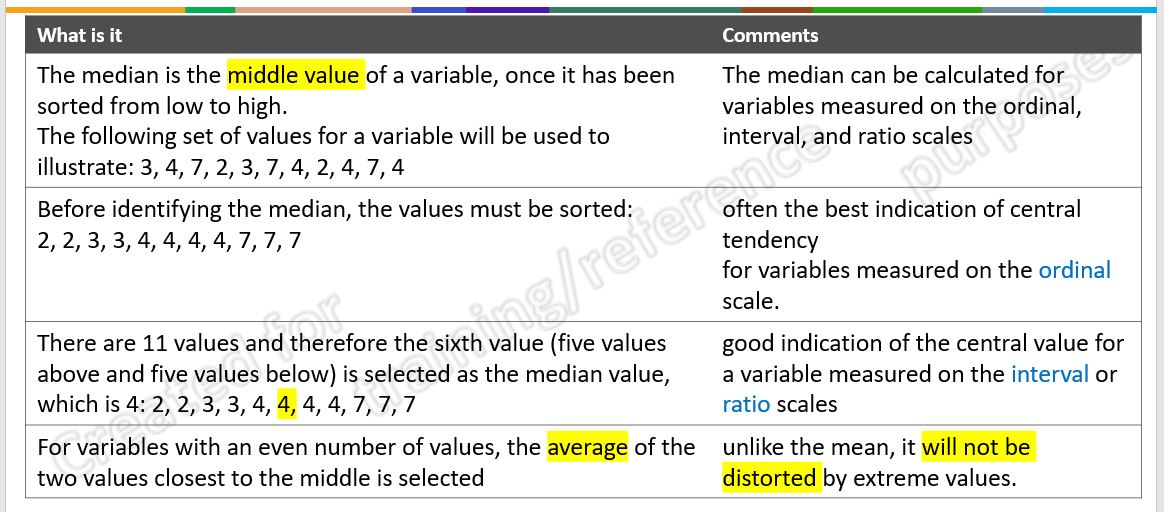 What is it
Comments
The median is the middle value of a variable, once it has been
sorted from low to high.
The following set of values for a variable will be used to
illustrate: 3, 4, 7, 2, 3, 7, 4, 2, 4, 7, 4
The median can be calculated for
variables measured on the ordinal,
interval, and ratio scales
Before identifying the median, the values must be sorted:
2, 2, 3, 3, 4, 4, 4, 4, 7, 7, 7
often the best indication of central
tendency
for variables measured on the ordinal
scale.
There are 11 values and therefore the sixth value (five values
above and five values below) is selected as the median value,
which is 4: 2, 2, 3, 3, 4, 4, 4, 4, 7, 7, 7
good indication of the central value for
a variable measured on the interval or
ratio scales
For variables with an even number of values, the average of the
two values closest to the middle is selected
unlike the mean, it will not be
distorted by extreme values.
Created for
training/reference
purposes